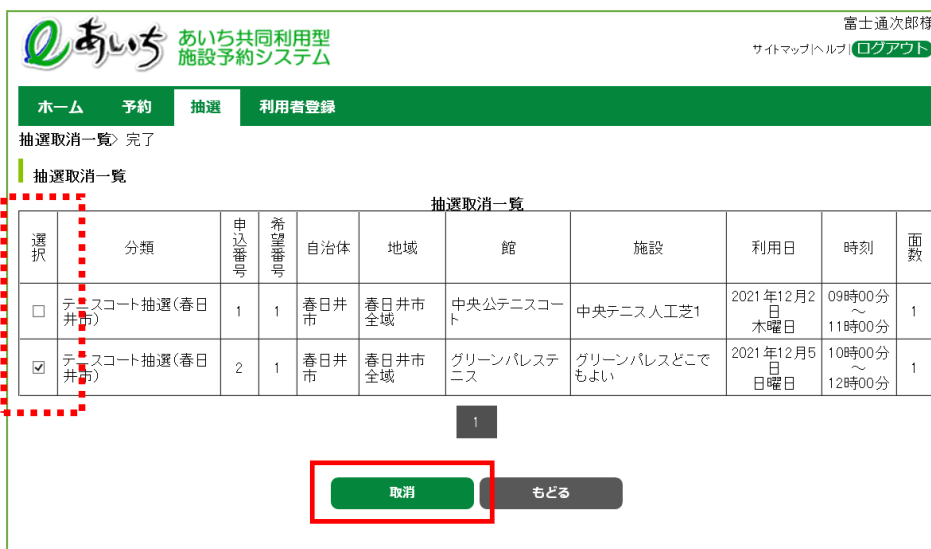 富士通次郎様
あいち あいち共同利用型
施設予約システム
サイトマップ|ヘルプ|ログアウト
ホーム 予約 抽選 利用者登録
抽選取消一覧> 完了
抽選取消一覧
抽選取消一覧
選択 分類 申込番号 希望番号 自治体 地域 館 施設 利用日 時刻 面数
テニスコート抽選(春日井市) 1 1 春日井市 春日井市全域 中央公テニスコート 中央テニス人工芝1 2021年12月2日木曜日 09時00分～11時00分 1
テニスコート抽選(春日井市) 2 1 春日井市 春日井市全域 グリーンパレステニス グリーンパレスどこでもよい 2021年12月5日日曜日 10時00分～12時00分 1
1
取消 もどる